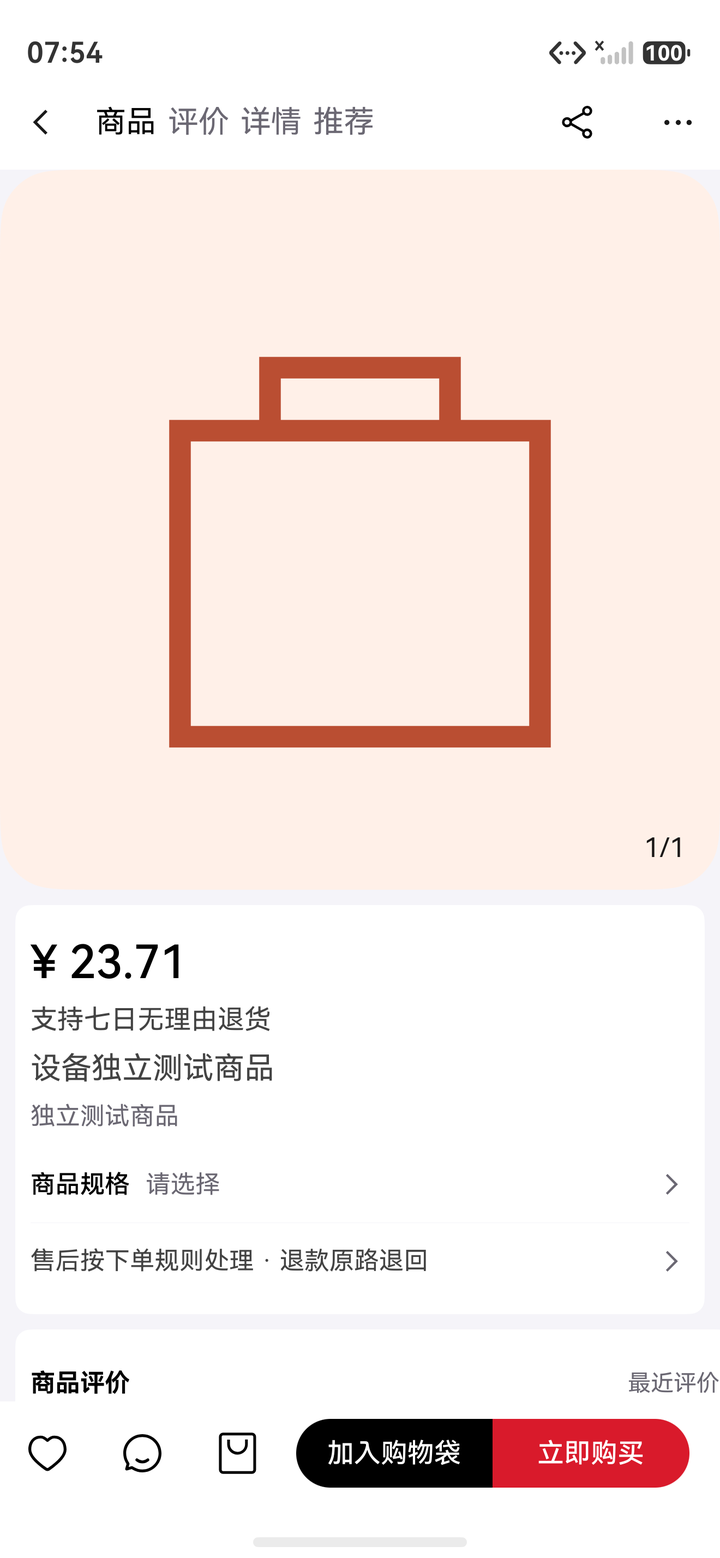 07:54
100
商品 评价 详情 推荐
1/1
¥ 23.71
支持七日无理由退货
设备独立测试商品
独立测试商品
商品规格 请选择
售后按下单规则处理 · 退款原路退回
商品评价 最近评价
加入购物袋 立即购买